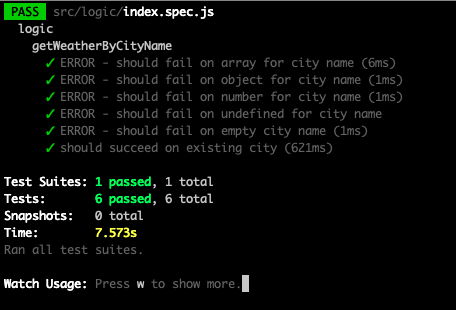 PASS src/logic/index.spec.js
logic
getWeatherByCityName
✓ ERROR - should fail on array for city name (6ms)
✓ ERROR - should fail on object for city name (1ms)
✓ ERROR - should fail on number for city name (1ms)
✓ ERROR - should fail on undefined for city name
✓ ERROR - should fail on empty city name (1ms)
✓ should succeed on existing city (621ms)
Test Suites: 1 passed, 1 total
Tests: 6 passed, 6 total
Snapshots: 0 total
Time: 7.573s
Ran all test suites.
Watch Usage: Press w to show more.